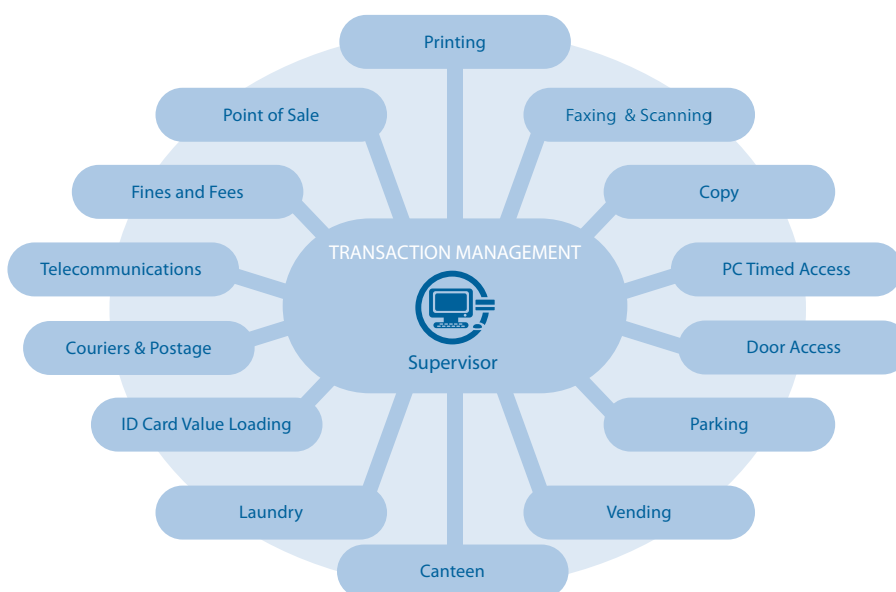 Printing
Point of Sale
Faxing & Scanning
Fines and Fees
Copy
TRANSACTION MANAGEMENT
Telecommunications
PC Timed Access
Couriers & Postage
Door Access
Supervisor
ID Card Value Loading
Parking
Laundry
Vending
Canteen